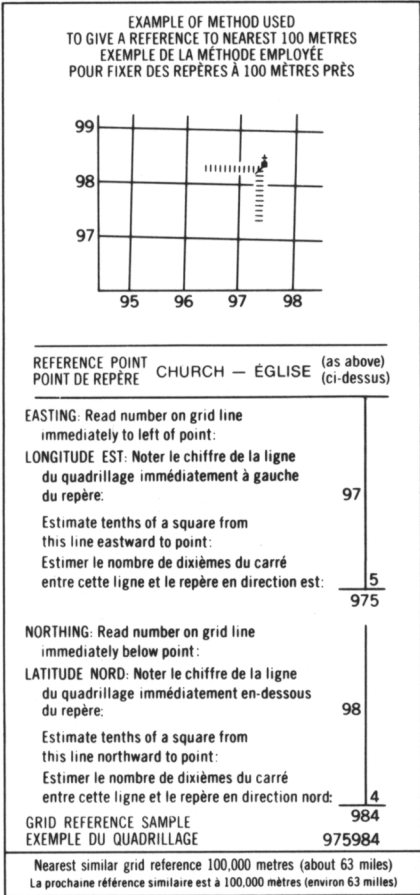 EXAMPLE OF METHOD USED
TO GIVE A REFERENCE TO NEAREST 100 METRES
EXEMPLE DE LA MÉTHODE EMPLOYÉE
POUR FIXER DES REPÈRES À 100 MÈTRES PRÈS
99
98
97
95 96 97 98
REFERENCE POINT CHURCH — ÉGLISE (as above)
POINT DE REPÈRE (ci-dessus)
EASTING: Read number on grid line
immediately to left of point:
LONGITUDE EST: Noter le chiffre de la ligne
du quadrillage immédiatement à gauche
du repère: 97
Estimate tenths of a square from
this line eastward to point:
Estimer le nombre de dixièmes du carré
entre cette ligne et le repère en direction est: 5
975
NORTHING: Read number on grid line
immediately below point:
LATITUDE NORD: Noter le chiffre de la ligne
du quadrillage immédiatement en-dessous
du repère: 98
Estimate tenths of a square from
this line northward to point:
Estimer le nombre de dixièmes du carré
entre cette ligne et le repère en direction nord: 4
GRID REFERENCE SAMPLE 984
EXEMPLE DU QUADRILLAGE 975984
Nearest similar grid reference 100,000 metres (about 63 miles)
La prochaine référence similaire est à 100,000 mètres (environ 63 milles)